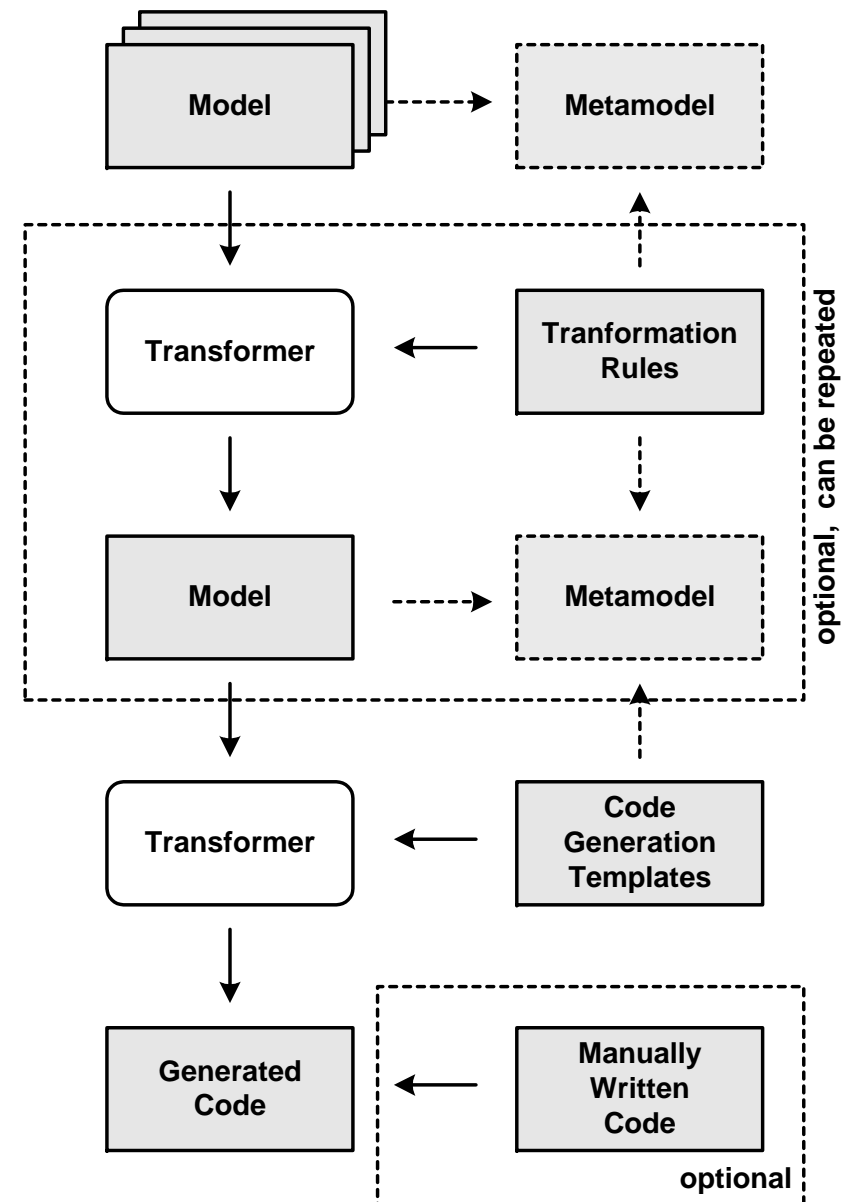 Model
Metamodel
Transformer
Tranformation
Rules
optional, can be repeated
Model
Metamodel
Transformer
Code
Generation
Templates
Generated
Code
Manually
Written
Code
optional